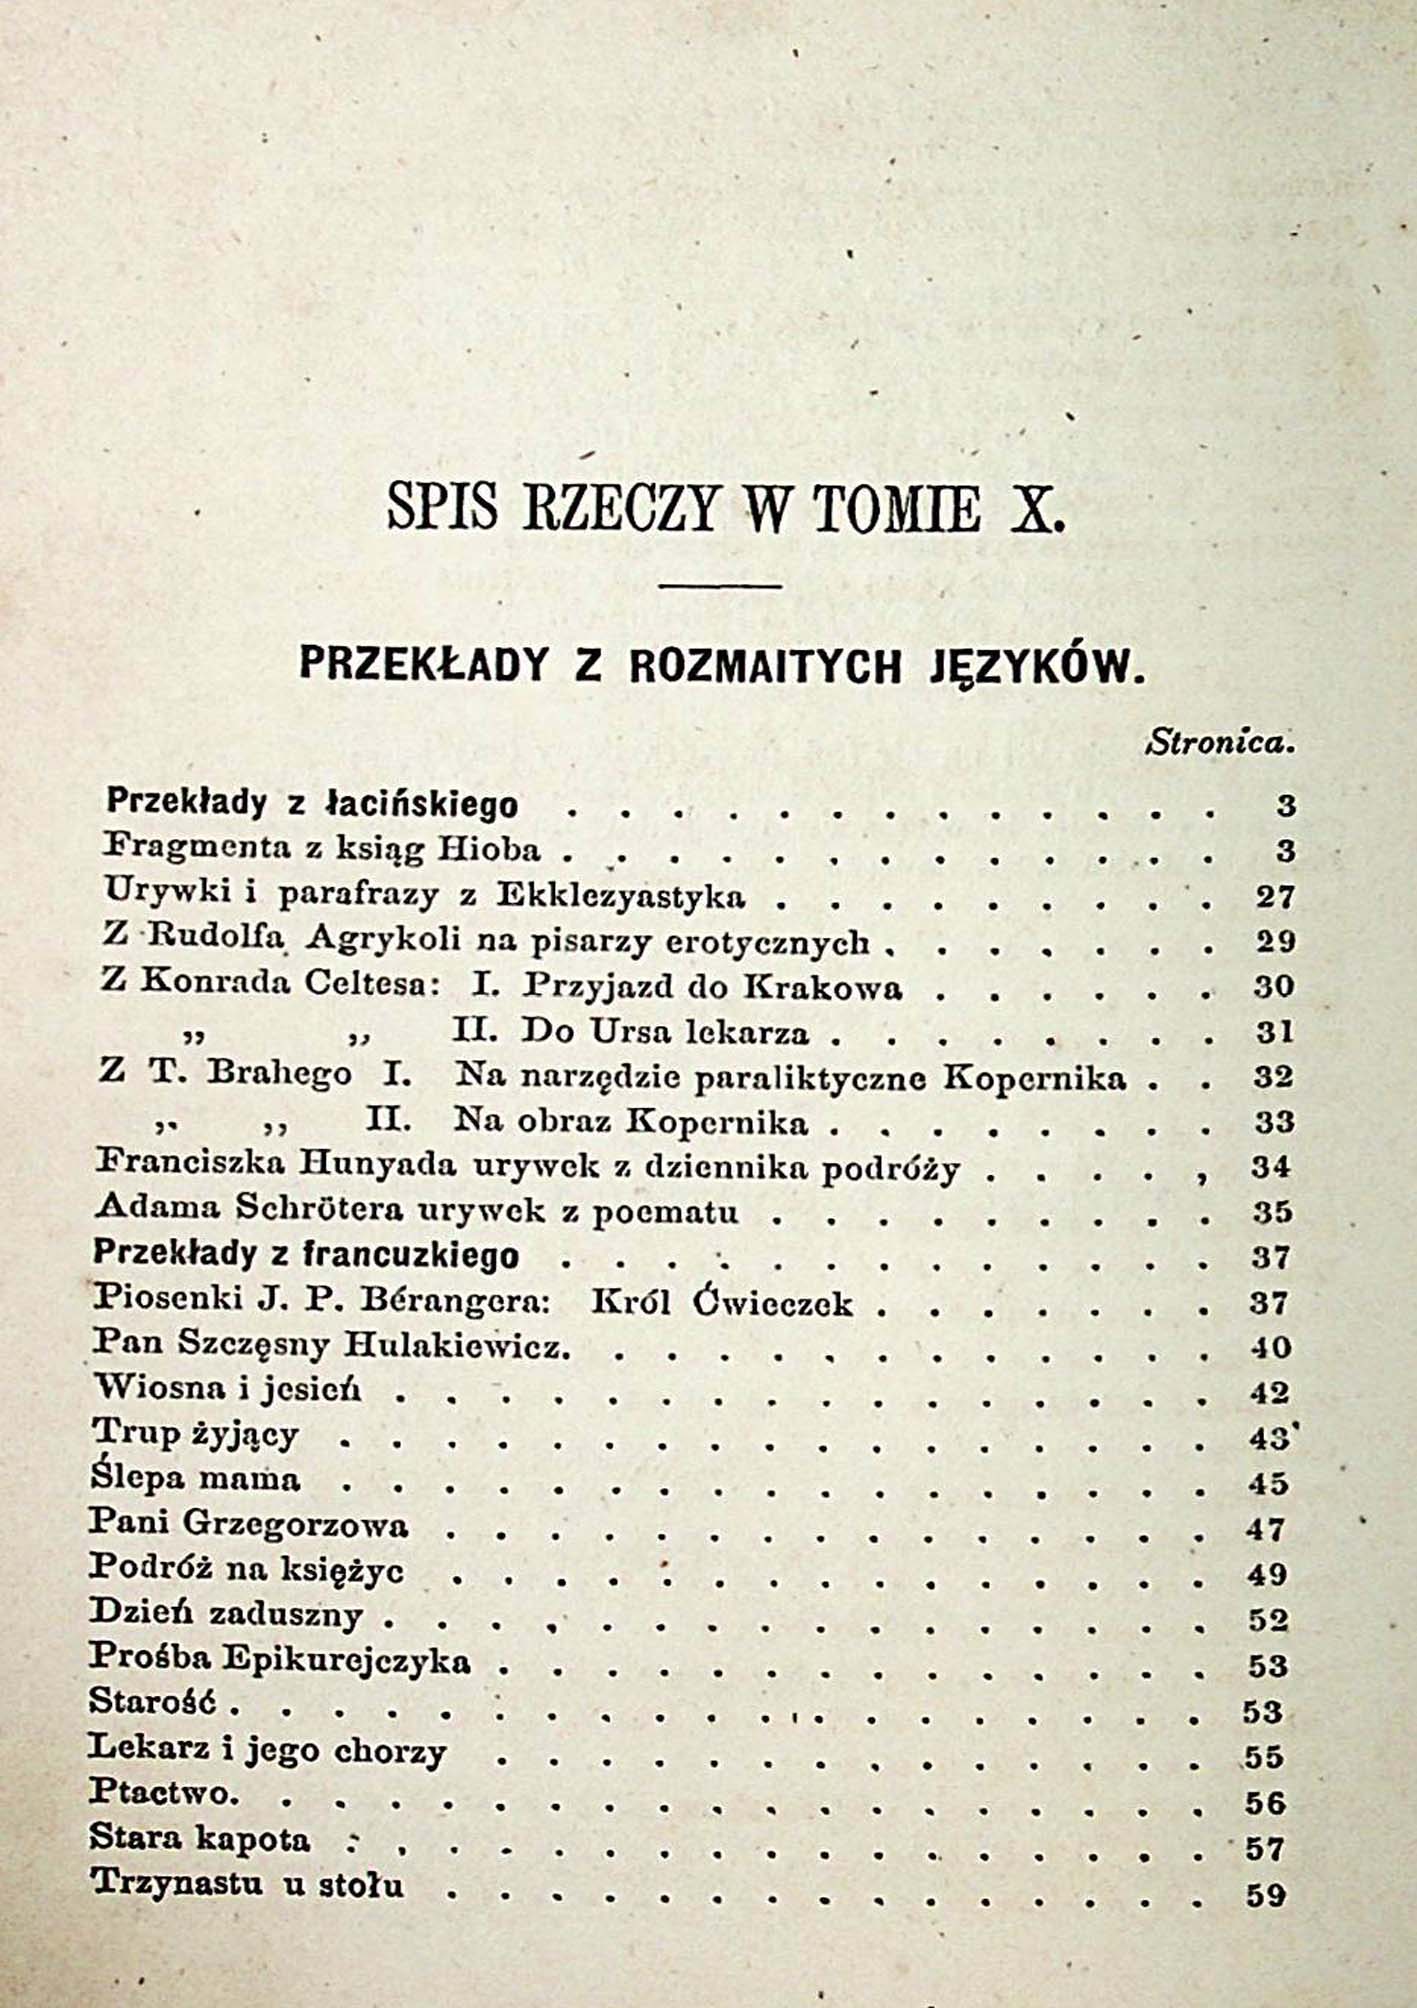 SPIS RZECZY W TOMIE X.
PRZEKŁADY Z ROZMAITYCH JĘZYKÓW.
Stronica.
Przekłady z łacińskiego . . . . . . . . . . . . . 3
Fragmenta z ksiąg Hioba . . . . . . . . . . . . . 3
Urywki i parafrazy z Ekklezyastyka . . . . . . . . . 27
Z Rudolfa Agrykoli na pisarzy erotycznych . . . . . . . 29
Z Konrada Celtesa: I. Przyjazd do Krakowa . . . . . . 30
„ „ II. Do Ursa lekarza . . . . . . . . 31
Z T. Brahego I. Na narzędzie paraliktyczne Kopernika . . 32
„ „ II. Na obraz Kopernika . . . . . . . . 33
Franciszka Hunyada urywek z dziennika podróży . . . . , 34
Adama Schrötera urywek z poematu . . . . . . . . . 35
Przekłady z francuzkiego . . . . . . . . . . . . . 37
Piosenki J. P. Bérangera: Król Ćwieczek . . . . . . . 37
Pan Szczęsny Hulakiewicz. . . . . . . . . . . . . 40
Wiosna i jesień . . . . . . . . . . . . . . . . 42
Trup żyjący . . . . . . . . . . . . . . . . . 43
Ślepa mama . . . . . . . . . . . . . . . . . 45
Pani Grzegorzowa . . . . . . . . . . . . . . . 47
Podróż na księżyc . . . . . . . . . . . . . . . 49
Dzień zaduszny . . . . . . . . . . . . . . . . 52
Prośba Epikurejczyka . . . . . . . . . . . . . . 53
Starość . . . . . . . . . . . . . . . . . . . 53
Lekarz i jego chorzy . . . . . . . . . . . . . . 55
Ptactwo. . . . . . . . . . . . . . . . . . . 56
Stara kapota . . . . . . . . . . . . . . . . . 57
Trzynastu u stołu . . . . . . . . . . . . . . . 59